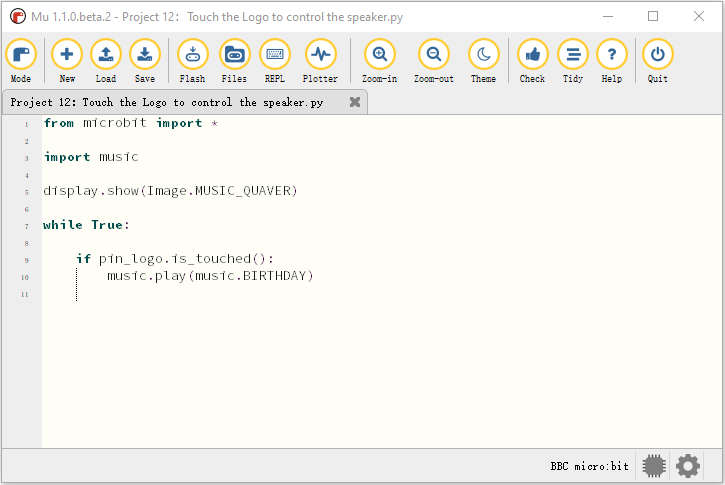 Mu 1.1.0.beta.2 - Project 12：Touch the Logo to control the speaker.py
Mode New Load Save Flash Files REPL Plotter Zoom-in Zoom-out Theme Check Tidy Help Quit
Project 12：Touch the Logo to control the speaker.py
1 from microbit import *
2
3 import music
4
5 display.show(Image.MUSIC_QUAVER)
6
7 while True:
8
9     if pin_logo.is_touched():
10         music.play(music.BIRTHDAY)
11
BBC micro:bit